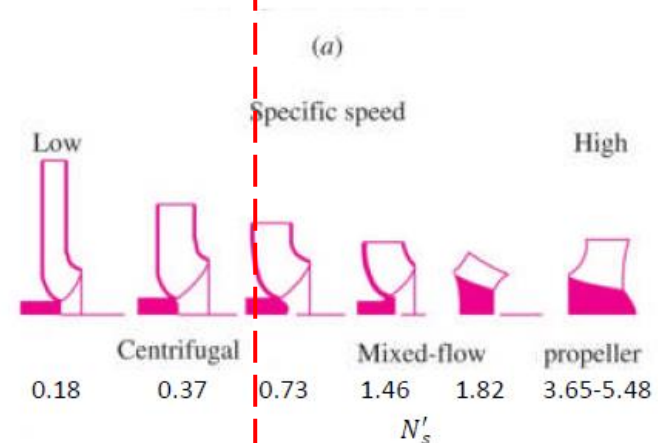 (a)
Specific speed
Low High
Centrifugal Mixed-flow propeller
0.18 0.37 0.73 1.46 1.82 3.65-5.48
N's